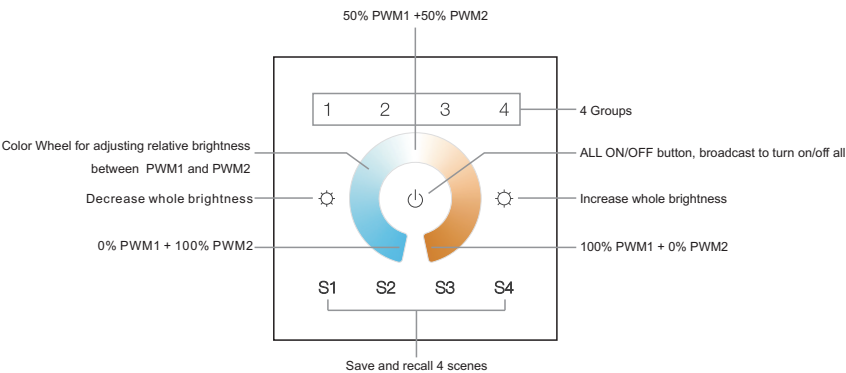 50% PWM1 +50% PWM2
1 2 3 4
4 Groups
Color Wheel for adjusting relative brightness
between PWM1 and PWM2
ALL ON/OFF button, broadcast to turn on/off all
Decrease whole brightness
Increase whole brightness
0% PWM1 + 100% PWM2
100% PWM1 + 0% PWM2
S1 S2 S3 S4
Save and recall 4 scenes